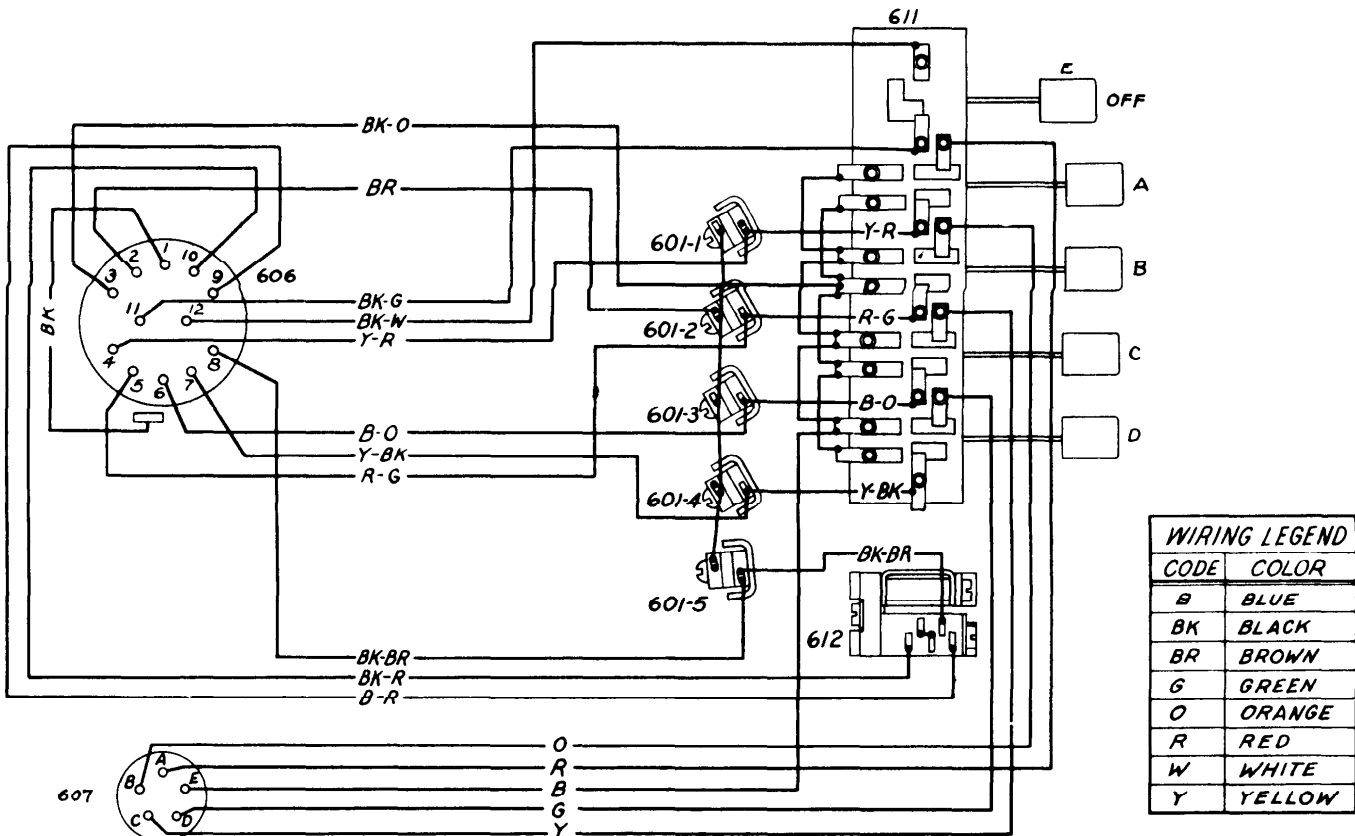 611
E
OFF
BK-O
BR
A
601-1
Y-R
B
1
2
10
3
9
606
11
12
BK
BK-G
BK-W
Y-R
601-2
R-G
4
8
5
6
7
C
601-3
B-O
B-O
Y-BK
R-G
D
601-4
Y-BK
BK-BR
601-5
612
BK-BR
BK-R
B-R
WIRING LEGEND
CODE COLOR
B BLUE
BK BLACK
BR BROWN
G GREEN
O ORANGE
R RED
W WHITE
Y YELLOW
O
R
B
G
Y
607
A
B
E
C
D